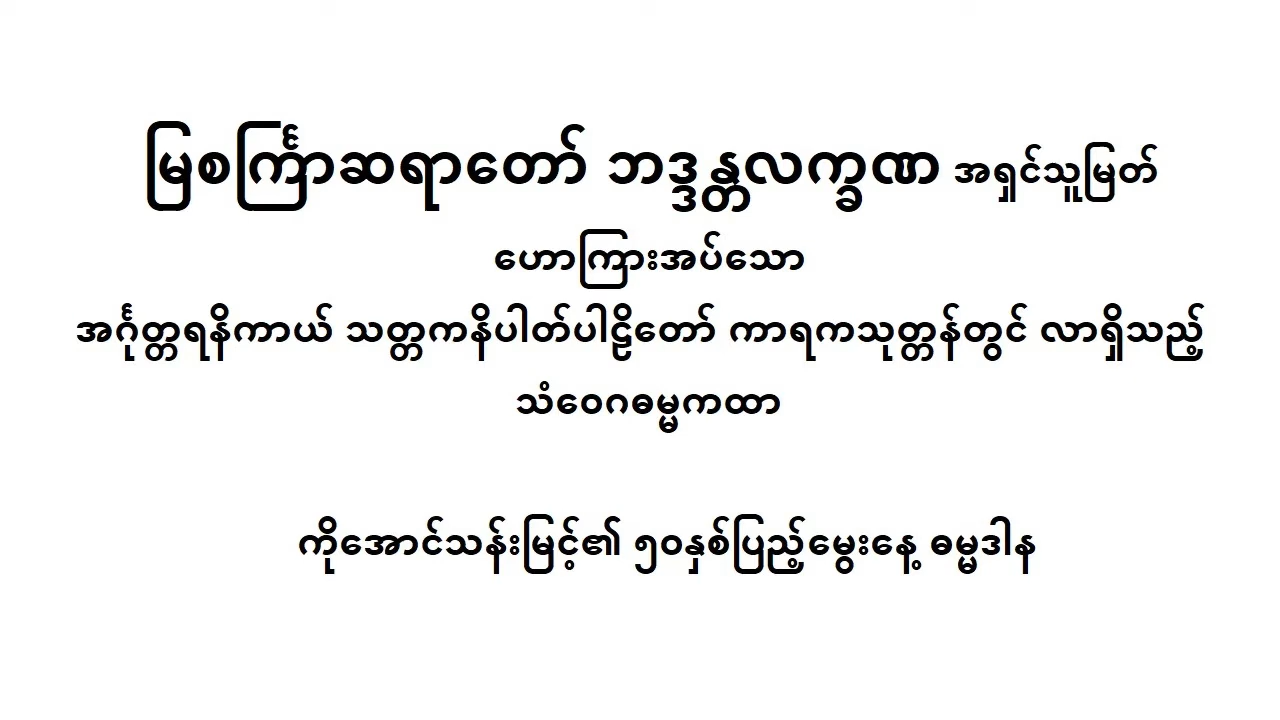 မြစင်္ကြာဆရာတော် ဘဒ္ဒန္တလက္ခဏ အရှင်သူမြတ်
ဟောကြားအပ်သော
အင်္ဂုတ္တရနိကာယ် သတ္တကနိပါတ်ပါဠိတော် ကာရကသုတ္တန်တွင် လာရှိသည့်
သံဝေဂဓမ္မကထာ
ကိုအောင်သန်းမြင့်၏ ၅၀နှစ်ပြည့်မွေးနေ့ ဓမ္မဒါန